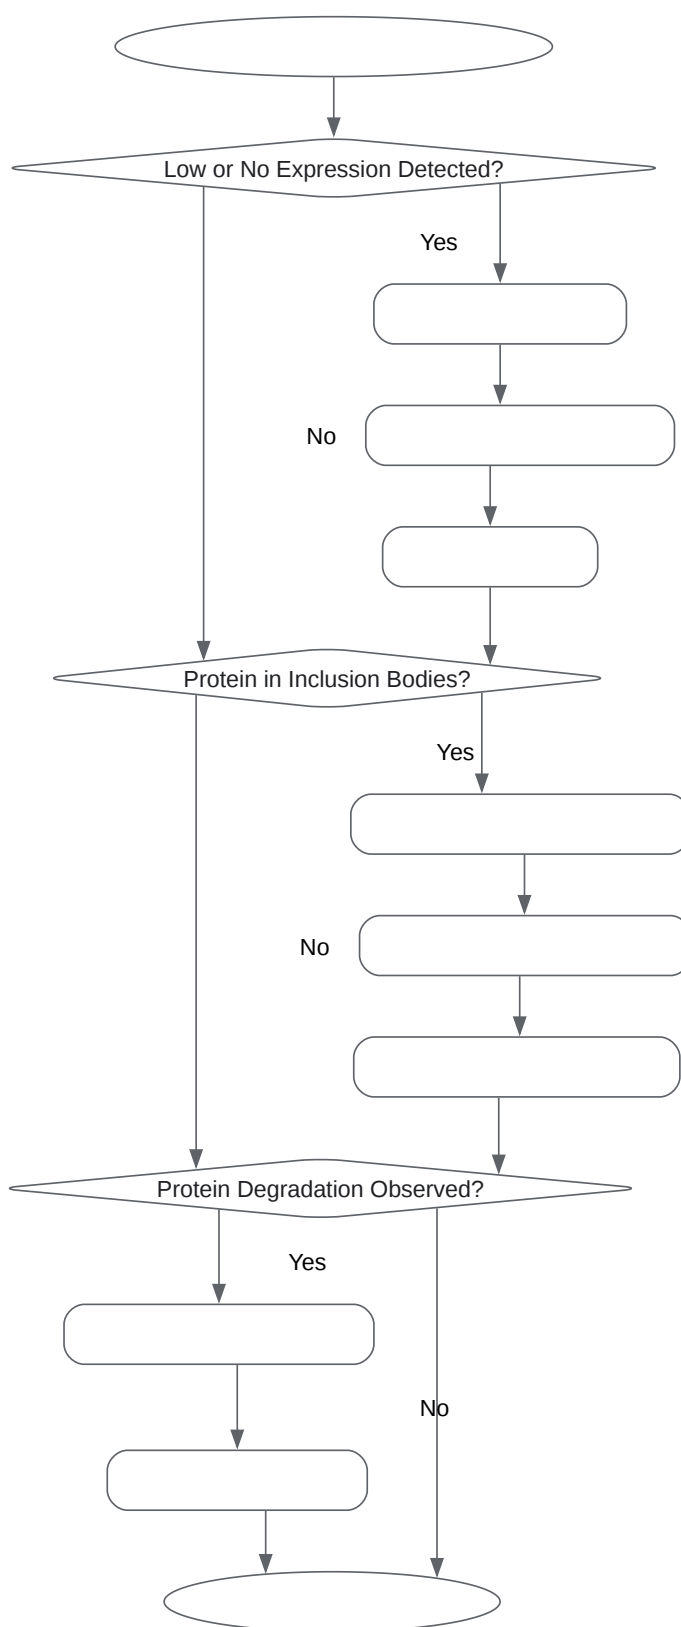 Low or No Expression Detected?
Yes
No
Protein in Inclusion Bodies?
Yes
No
Protein Degradation Observed?
Yes
No